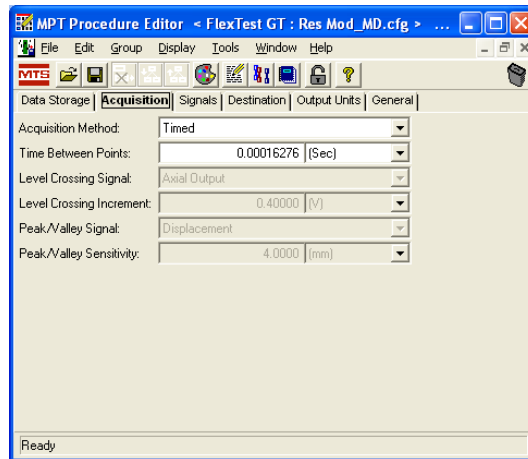 MPT Procedure Editor < FlexTest GT : Res Mod_MD.cfg > ...
File Edit Group Display Tools Window Help
MTS
Data Storage Acquisition Signals Destination Output Units General
Acquisition Method: Timed
Time Between Points: 0.00016276 (Sec)
Level Crossing Signal: Axial Output
Level Crossing Increment: 0.40000 (V)
Peak/Valley Signal: Displacement
Peak/Valley Sensitivity: 4.0000 (mm)
Ready